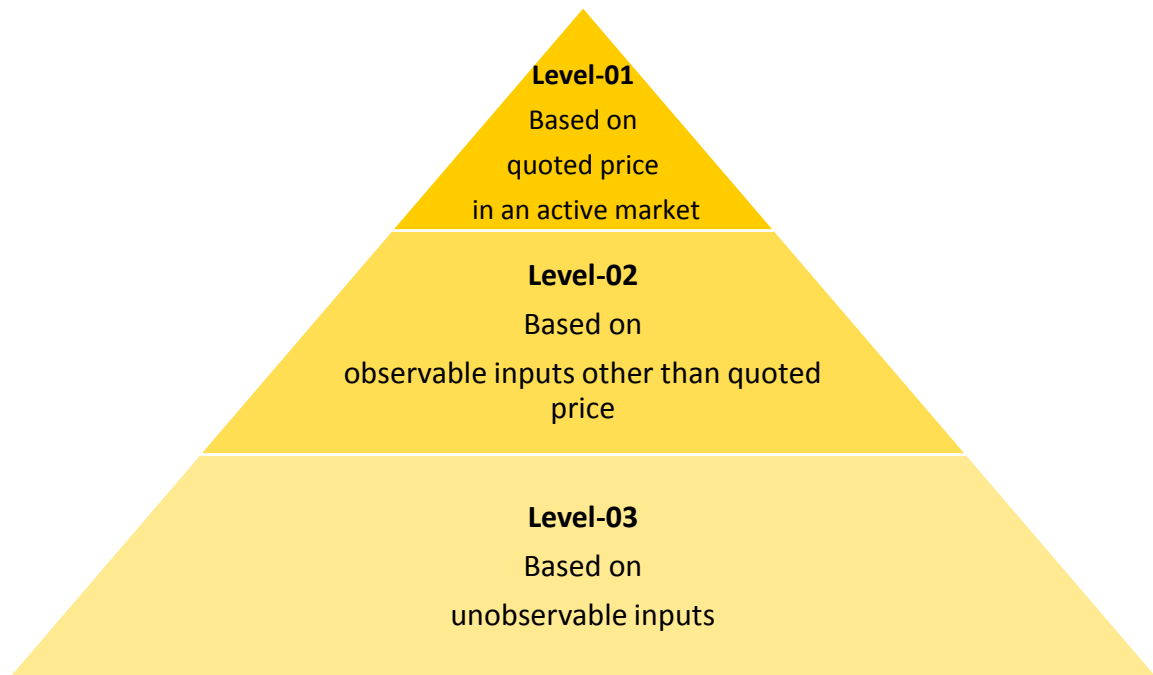 Level-01
Based on
quoted price
in an active market
Level-02
Based on
observable inputs other than quoted
price
Level-03
Based on
unobservable inputs